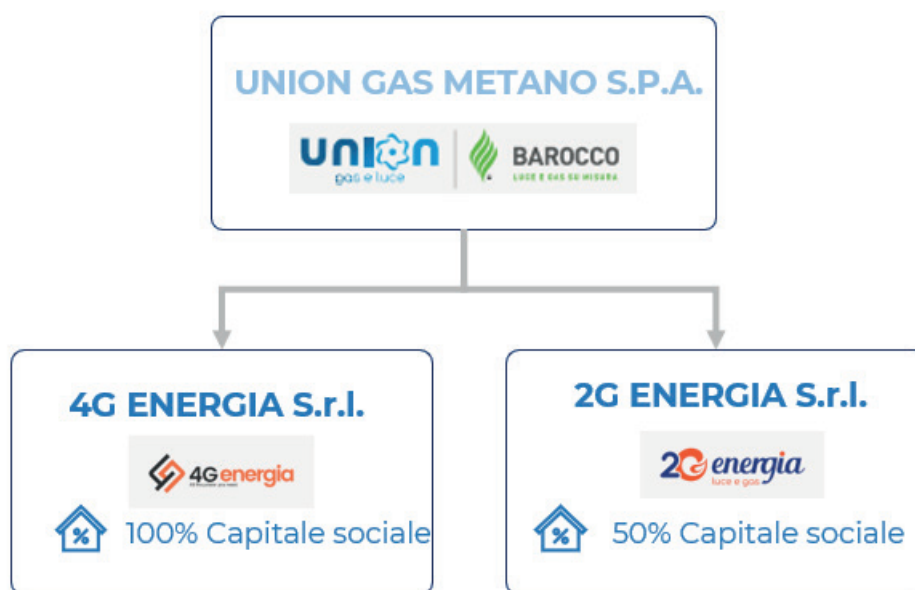 UNION GAS METANO S.P.A.
union
gas e luce
BAROCCO
LUCE E GAS SU MISURA
4G ENERGIA S.r.l.
4G energia
% 100% Capitale sociale
2G ENERGIA S.r.l.
2G energia
luce e gas
% 50% Capitale sociale